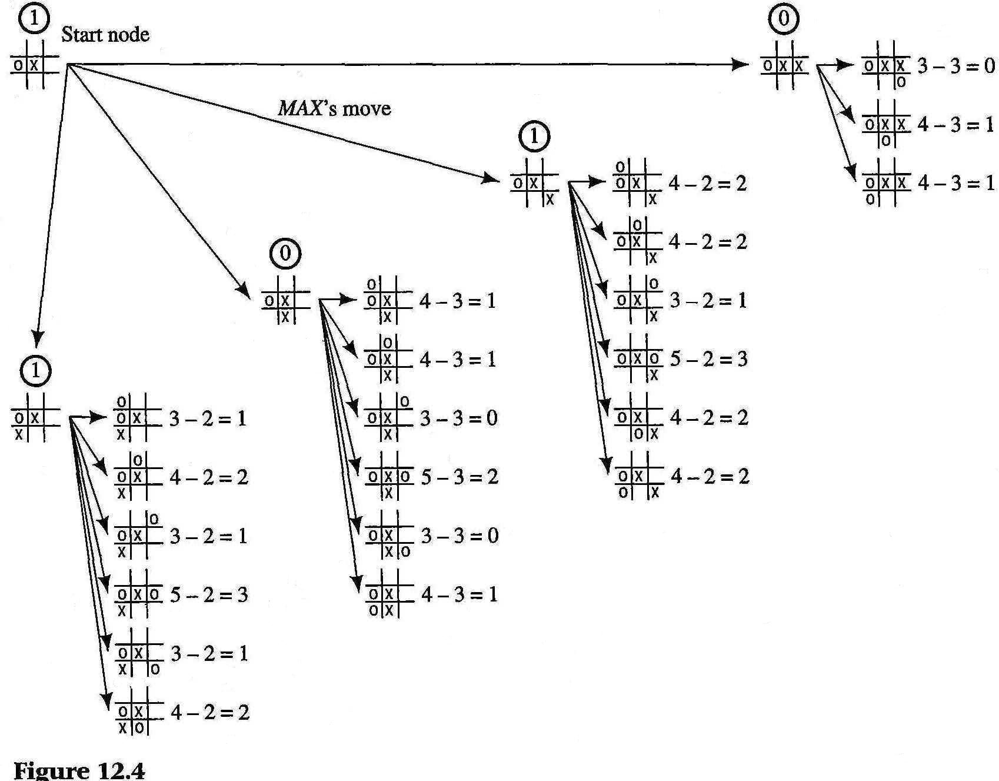 1
Start node
O X
0
O X X
O X X 3 – 3 = 0
O
MAX's move
O X X 4 – 3 = 1
O
1
O X
X
O
O X 4 – 2 = 2
X
O X X 4 – 3 = 1
O
O
O X 4 – 2 = 2
X
0
O X
X
O
O X 4 – 3 = 1
X
O
O X 3 – 2 = 1
X
O
O X 4 – 3 = 1
X
O X O 5 – 2 = 3
X
1
O X
X
O
O X 3 – 2 = 1
X
O
O X 3 – 3 = 0
X
O X 4 – 2 = 2
O X
O
O X 4 – 2 = 2
X
O X O 5 – 3 = 2
X
O X 4 – 2 = 2
O X
O
O X 3 – 2 = 1
X
O X 3 – 3 = 0
X O
O X O 5 – 2 = 3
X
O X 4 – 3 = 1
O X
O X 3 – 2 = 1
X O
O X 4 – 2 = 2
X O
Figure 12.4